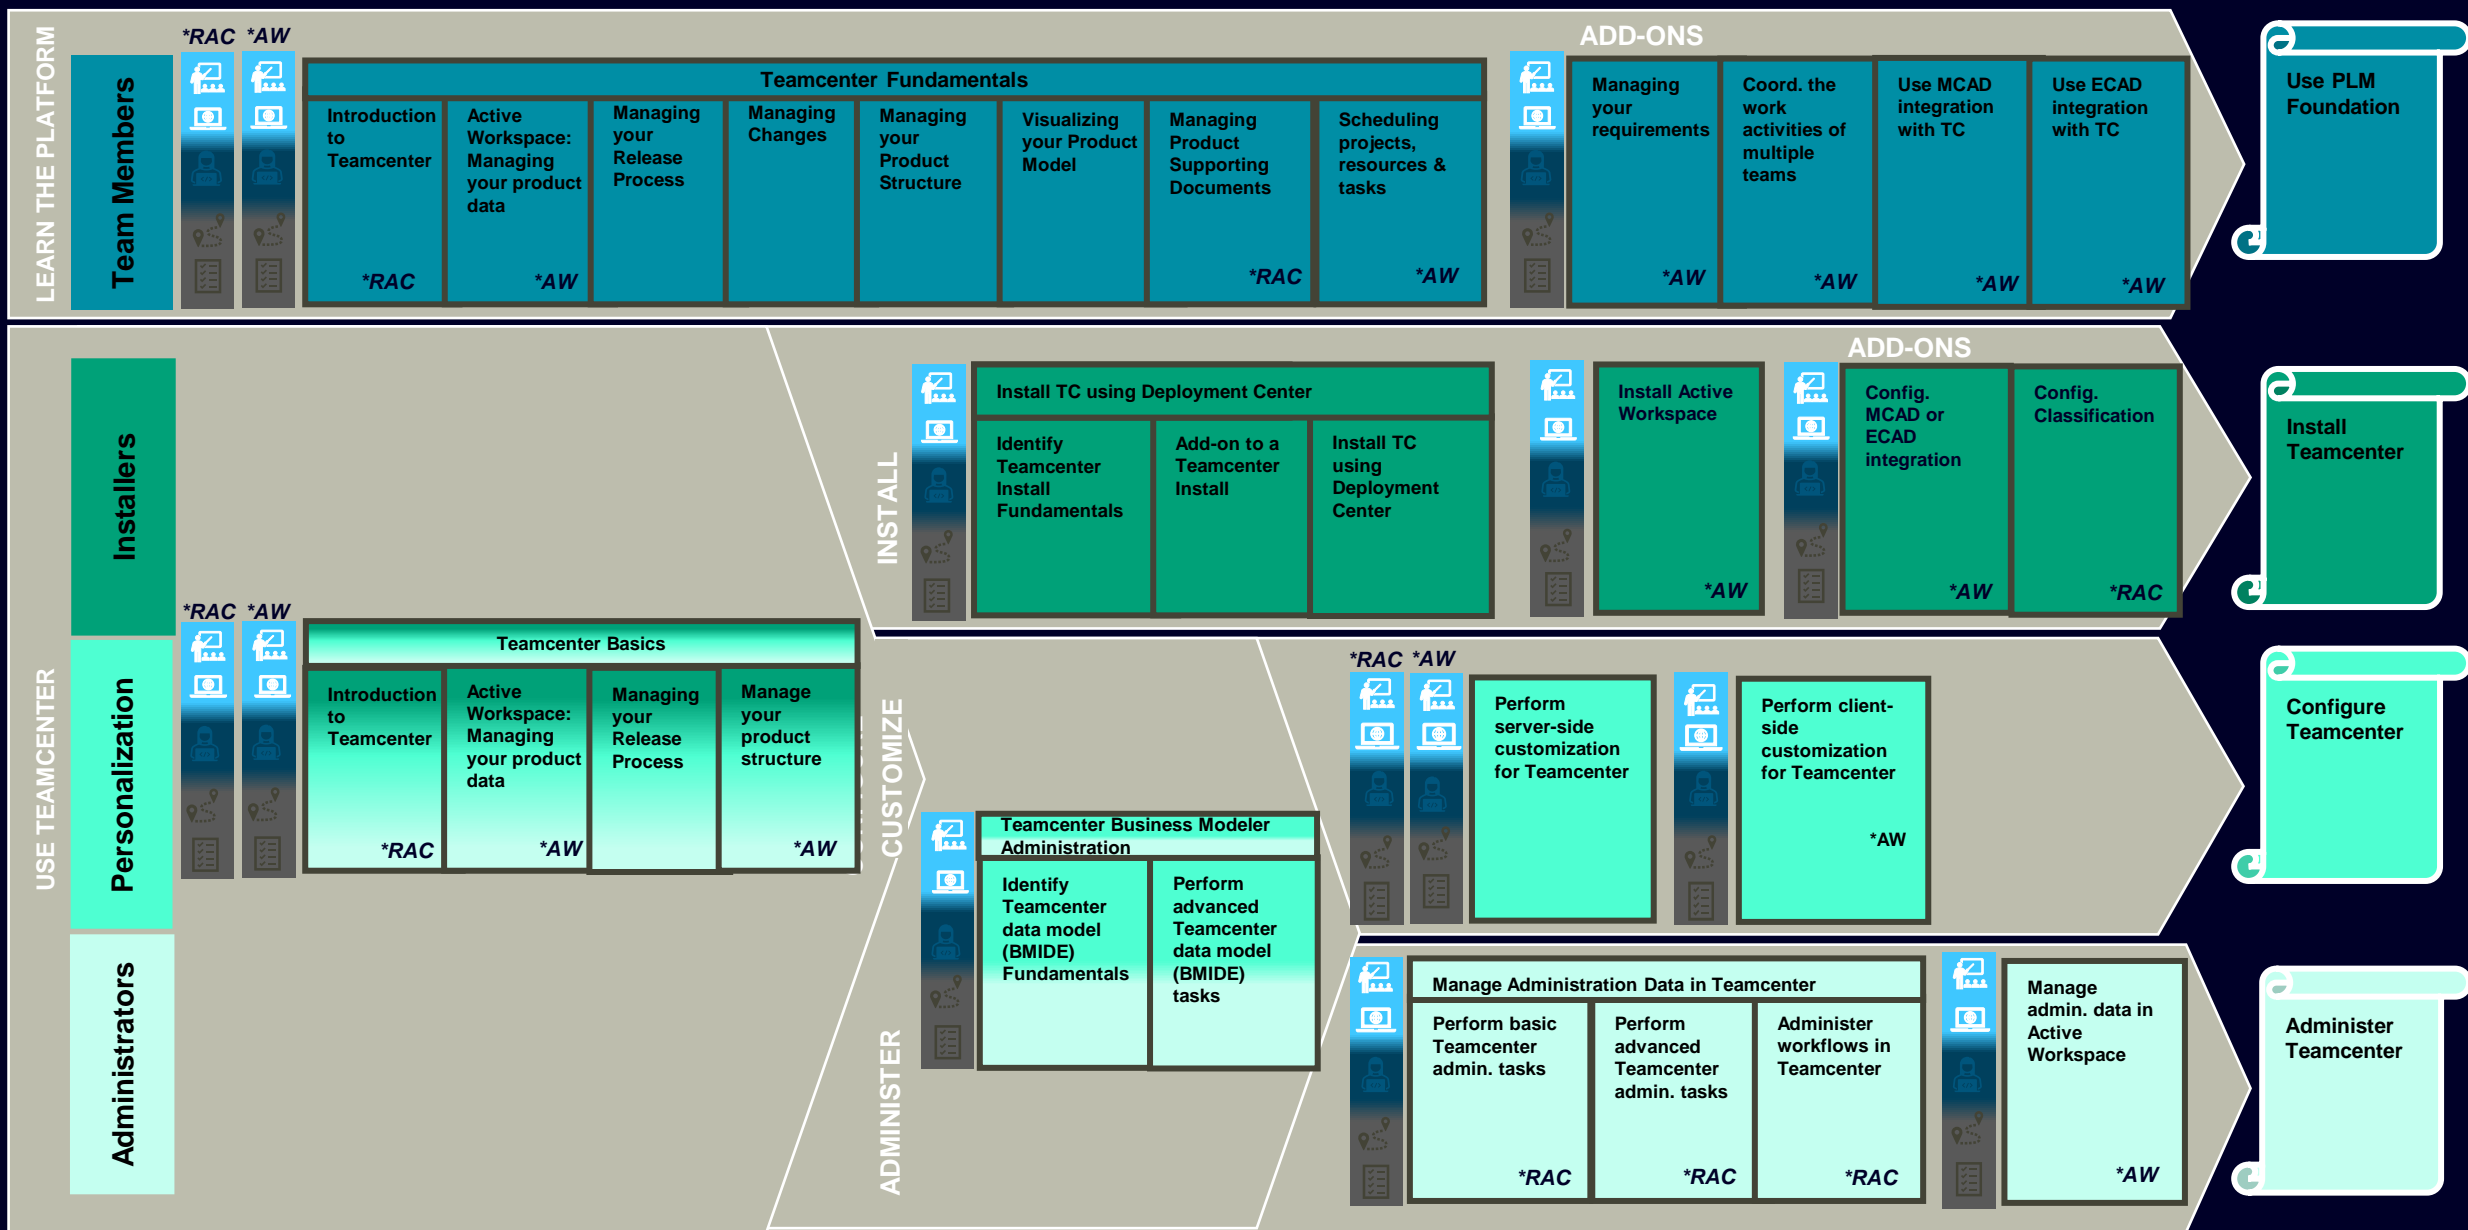 LEARN THE PLATFORM
Team Members
*RAC *AW
Teamcenter Fundamentals
Introduction
to
Teamcenter
*RAC
Active
Workspace:
Managing
your product
data
*AW
Managing
your
Release
Process
Managing
Changes
Managing
your
Product
Structure
Visualizing
your Product
Model
Managing
Product
Supporting
Documents
*RAC
Scheduling
projects,
resources &
tasks
*AW
ADD-ONS
Managing
your
requirements
*AW
Coord. the
work
activities of
multiple
teams
*AW
Use MCAD
integration
with TC
*AW
Use ECAD
integration
with TC
*AW
Use PLM
Foundation
USE TEAMCENTER
Installers
Personalization
Administrators
*RAC *AW
Teamcenter Basics
Introduction
to
Teamcenter
*RAC
Active
Workspace:
Managing
your product
data
*AW
Managing
your
Release
Process
Manage
your
product
structure
*AW
INSTALL
Install TC using Deployment Center
Identify
Teamcenter
Install
Fundamentals
Add-on to a
Teamcenter
Install
Install TC
using
Deployment
Center
Install Active
Workspace
*AW
ADD-ONS
Config.
MCAD or
ECAD
integration
*AW
Config.
Classification
*RAC
Install
Teamcenter
CUSTOMIZE
ADMINISTER
Teamcenter Business Modeler
Administration
Identify
Teamcenter
data model
(BMIDE)
Fundamentals
Perform
advanced
Teamcenter
data model
(BMIDE)
tasks
*RAC *AW
Perform
server-side
customization
for Teamcenter
Perform client-
side
customization
for Teamcenter
*AW
Configure
Teamcenter
Manage Administration Data in Teamcenter
Perform basic
Teamcenter
admin. tasks
*RAC
Perform
advanced
Teamcenter
admin. tasks
*RAC
Administer
workflows in
Teamcenter
*RAC
Manage
admin. data in
Active
Workspace
*AW
Administer
Teamcenter